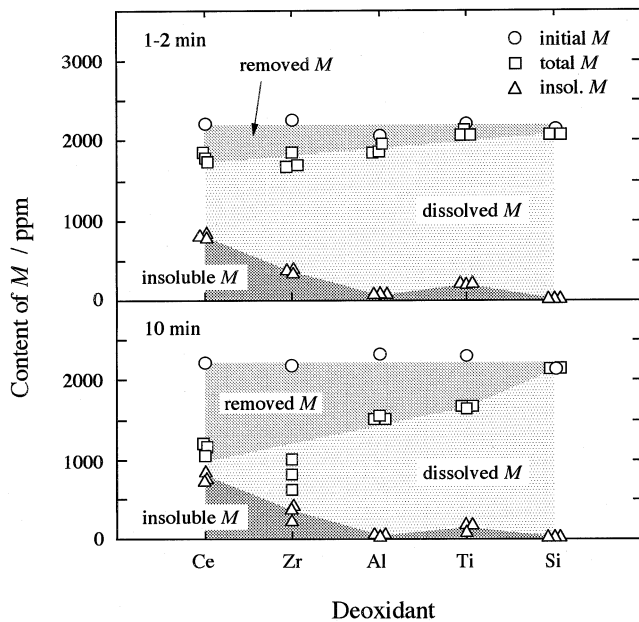 1-2 min
removed M
initial M
total M
insol. M
3000
2000
1000
0
dissolved M
insoluble M
Content of M / ppm
10 min
2000
1000
0
removed M
dissolved M
insoluble M
Ce Zr Al Ti Si
Deoxidant